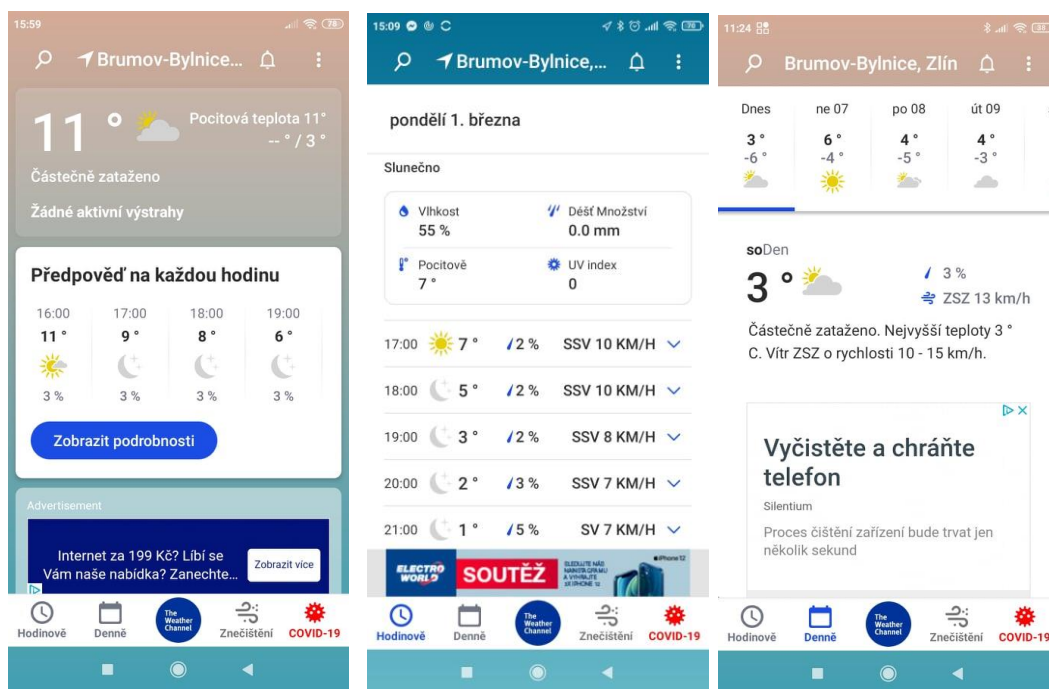 15:59
78
Brumov-Bylnice...
11 °
Pocitová teplota 11°
-- ° / 3 °
Částečně zataženo
Žádné aktivní výstrahy
Předpověď na každou hodinu
16:00 17:00 18:00 19:00
11 ° 9 ° 8 ° 6 °
3 % 3 % 3 % 3 %
Zobrazit podrobnosti
Advertisement
Internet za 199 Kč? Líbí se
Vám naše nabídka? Zanechte...
Zobrazit více
The
Weather
Channel
Hodinově Denně Znečištění COVID-19
15:09
70
Brumov-Bylnice,...
pondělí 1. března
Slunečno
Vlhkost
55 %
Déšť Množství
0.0 mm
Pocitově
7 °
UV index
0
17:00 7 ° 2 % SSV 10 KM/H
18:00 5 ° 2 % SSV 10 KM/H
19:00 3 ° 2 % SSV 8 KM/H
20:00 2 ° 3 % SSV 7 KM/H
21:00 1 ° 5 % SV 7 KM/H
ELECTRO
WORLD
SOUTĚŽ
iPhone 12
The
Weather
Channel
Hodinově Denně Znečištění COVID-19
11:24
Brumov-Bylnice, Zlín
Dnes ne 07 po 08 út 09
3 ° 6 ° 4 ° 4 °
-6 ° -4 ° -5 ° -3 °
soDen
3 °
3 %
ZSZ 13 km/h
Částečně zataženo. Nejvyšší teploty 3 °
C. Vítr ZSZ o rychlosti 10 - 15 km/h.
Vyčistěte a chráňte
telefon
Silentium
Proces čištění zařízení bude trvat jen
několik sekund
The
Weather
Channel
Hodinově Denně Znečištění COVID-19